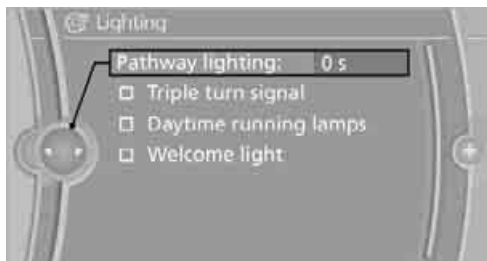 Lighting
Pathway lighting: 0 s
Triple turn signal
Daytime running lamps
Welcome light